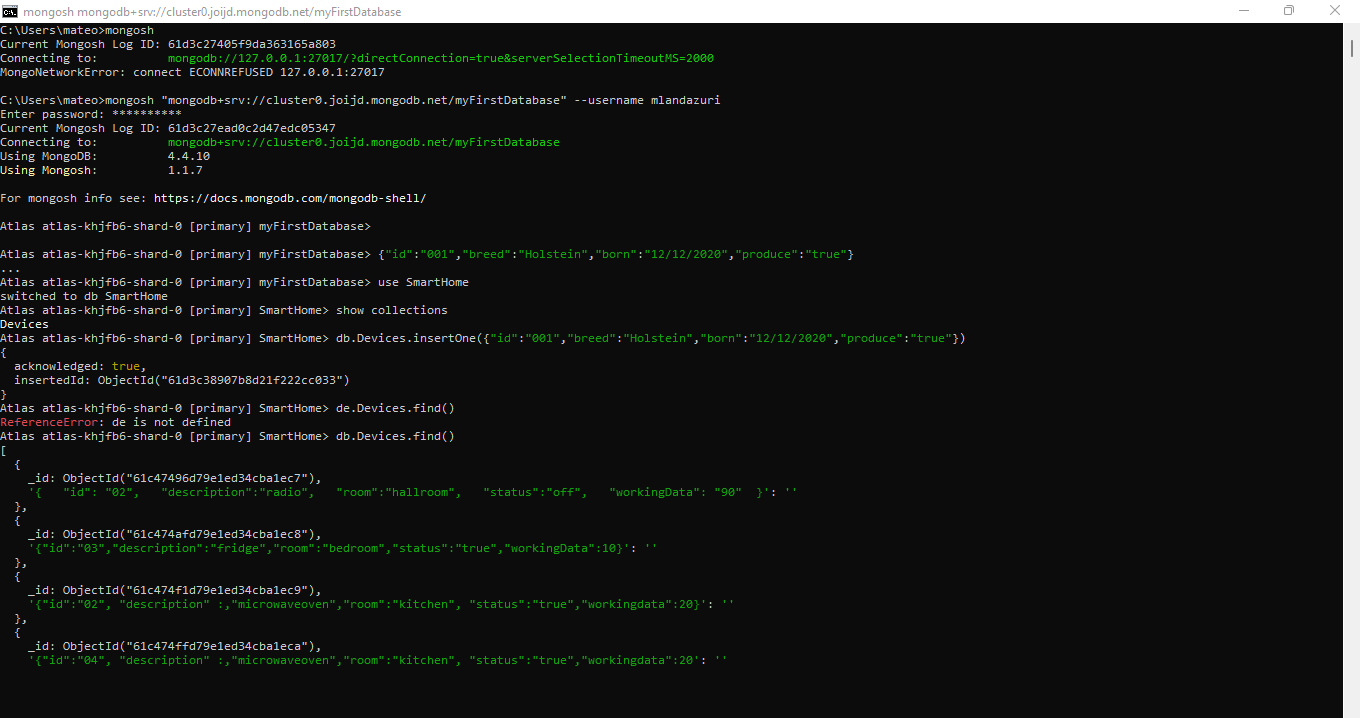 mongosh mongodb+srv://cluster0.joijd.mongodb.net/myFirstDatabase
C:\Users\mateo>mongosh
Current Mongosh Log ID: 61d3c27405f9da363165a803
Connecting to:          mongodb://127.0.0.1:27017/?directConnection=true&serverSelectionTimeoutMS=2000
MongoNetworkError: connect ECONNREFUSED 127.0.0.1:27017
C:\Users\mateo>mongosh "mongodb+srv://cluster0.joijd.mongodb.net/myFirstDatabase" --username mlandazuri
Enter password: **********
Current Mongosh Log ID: 61d3c27ead0c2d47edc05347
Connecting to:          mongodb+srv://cluster0.joijd.mongodb.net/myFirstDatabase
Using MongoDB:          4.4.10
Using Mongosh:          1.1.7
For mongosh info see: https://docs.mongodb.com/mongodb-shell/
Atlas atlas-khjfb6-shard-0 [primary] myFirstDatabase>
Atlas atlas-khjfb6-shard-0 [primary] myFirstDatabase> {"id":"001","breed":"Holstein","born":"12/12/2020","produce":"true"}
...
Atlas atlas-khjfb6-shard-0 [primary] myFirstDatabase> use SmartHome
switched to db SmartHome
Atlas atlas-khjfb6-shard-0 [primary] SmartHome> show collections
Devices
Atlas atlas-khjfb6-shard-0 [primary] SmartHome> db.Devices.insertOne({"id":"001","breed":"Holstein","born":"12/12/2020","produce":"true"})
{
  acknowledged: true,
  insertedId: ObjectId("61d3c38907b8d21f222cc033")
}
Atlas atlas-khjfb6-shard-0 [primary] SmartHome> de.Devices.find()
ReferenceError: de is not defined
Atlas atlas-khjfb6-shard-0 [primary] SmartHome> db.Devices.find()
[
  {
    _id: ObjectId("61c47496d79e1ed34cba1ec7"),
    '{   "id": "02",   "description":"radio",   "room":"hallroom",   "status":"off",   "workingData": "90"  }': ''
  },
  {
    _id: ObjectId("61c474afd79e1ed34cba1ec8"),
    '{"id":"03","description":"fridge","room":"bedroom","status":"true","workingData":10}': ''
  },
  {
    _id: ObjectId("61c474f1d79e1ed34cba1ec9"),
    '{"id":"02", "description" :,"microwaveoven","room":"kitchen", "status":"true","workingdata":20}': ''
  },
  {
    _id: ObjectId("61c474ffd79e1ed34cba1eca"),
    '{"id":"04", "description" :,"microwaveoven","room":"kitchen", "status":"true","workingdata":20': ''